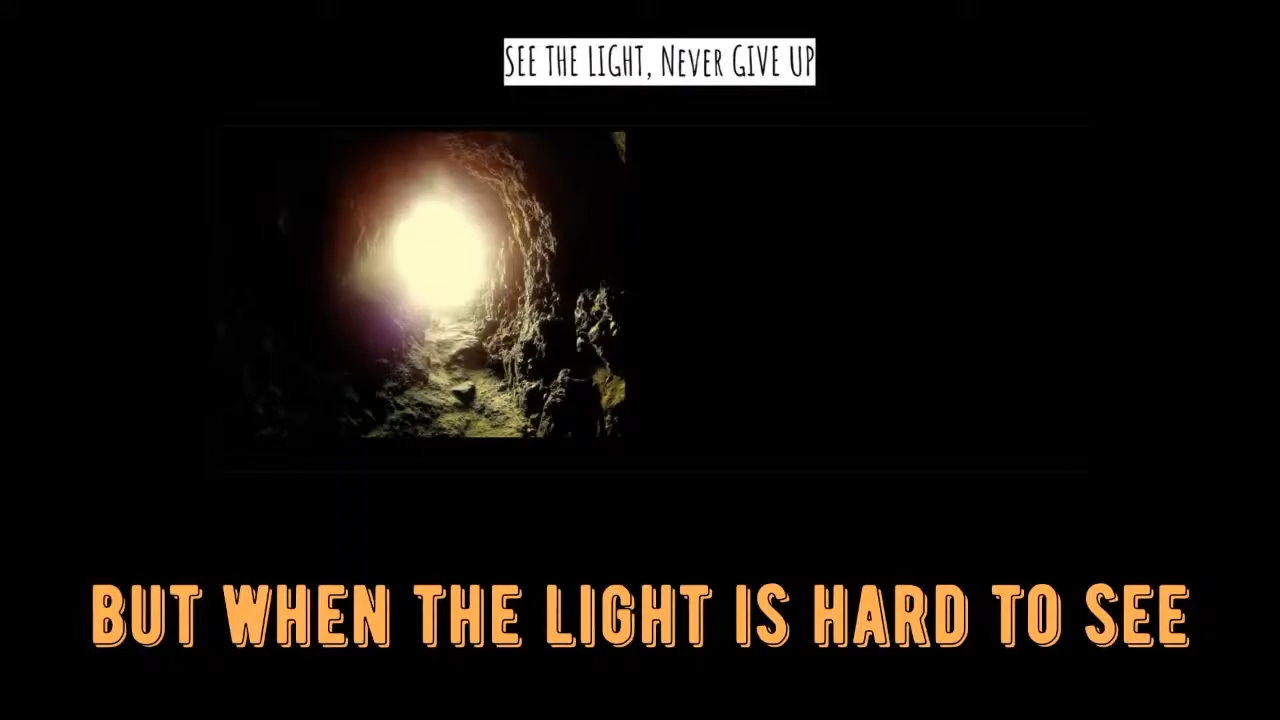 SEE THE LIGHT, Never GIVE UP
BUT WHEN THE LIGHT IS HARD TO SEE